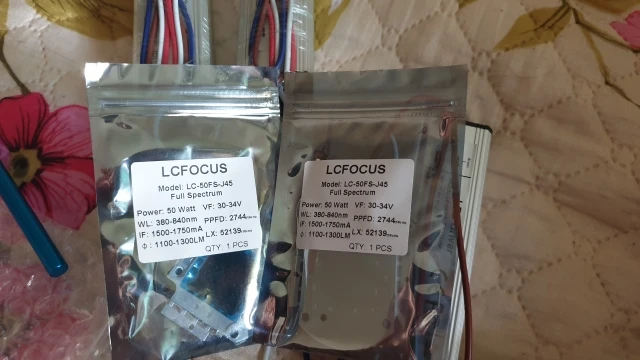 LCFOCUS
Model: LC-50FS-J45
Full Spectrum
Power: 50 Watt VF: 30-34V
WL: 380-840nm PPFD: 2744
IF: 1500-1750mA
Φ : 1100-1300LM LX: 52139
QTY: 1 PCS
LCFOCUS
Model: LC-50FS-J45
Full Spectrum
Power: 50 Watt VF: 30-34V
WL: 380-840nm PPFD: 2744
IF: 1500-1750mA
Φ : 1100-1300LM LX: 52139
QTY: 1 PCS